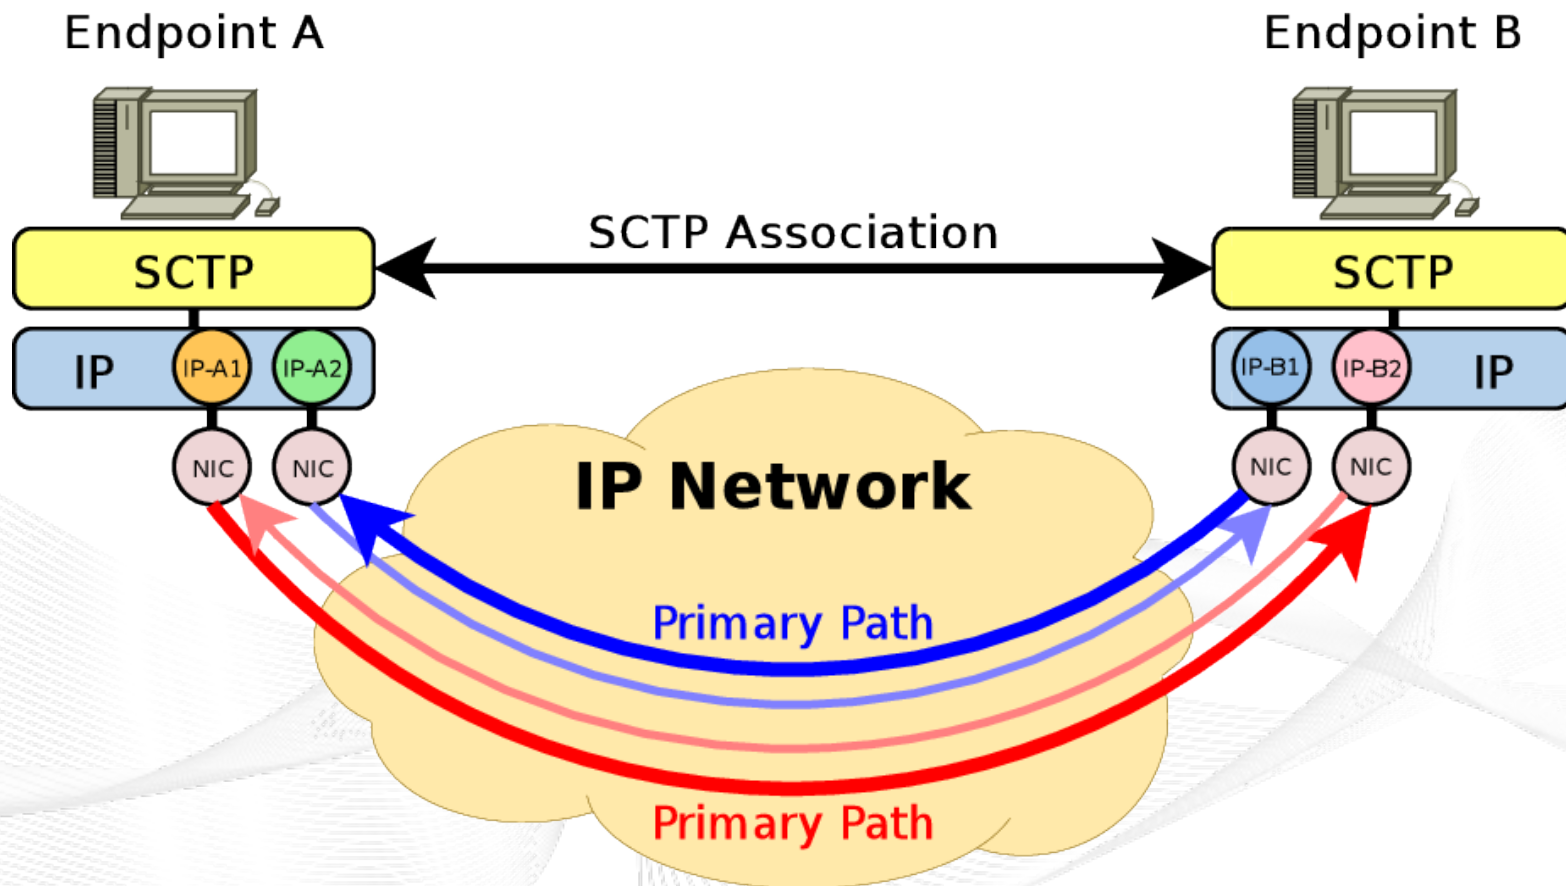 Endpoint A
Endpoint B
SCTP Association
SCTP
SCTP
IP
IP-A1
IP-A2
IP-B1
IP-B2
IP
NIC
NIC
NIC
NIC
IP Network
Primary Path
Primary Path